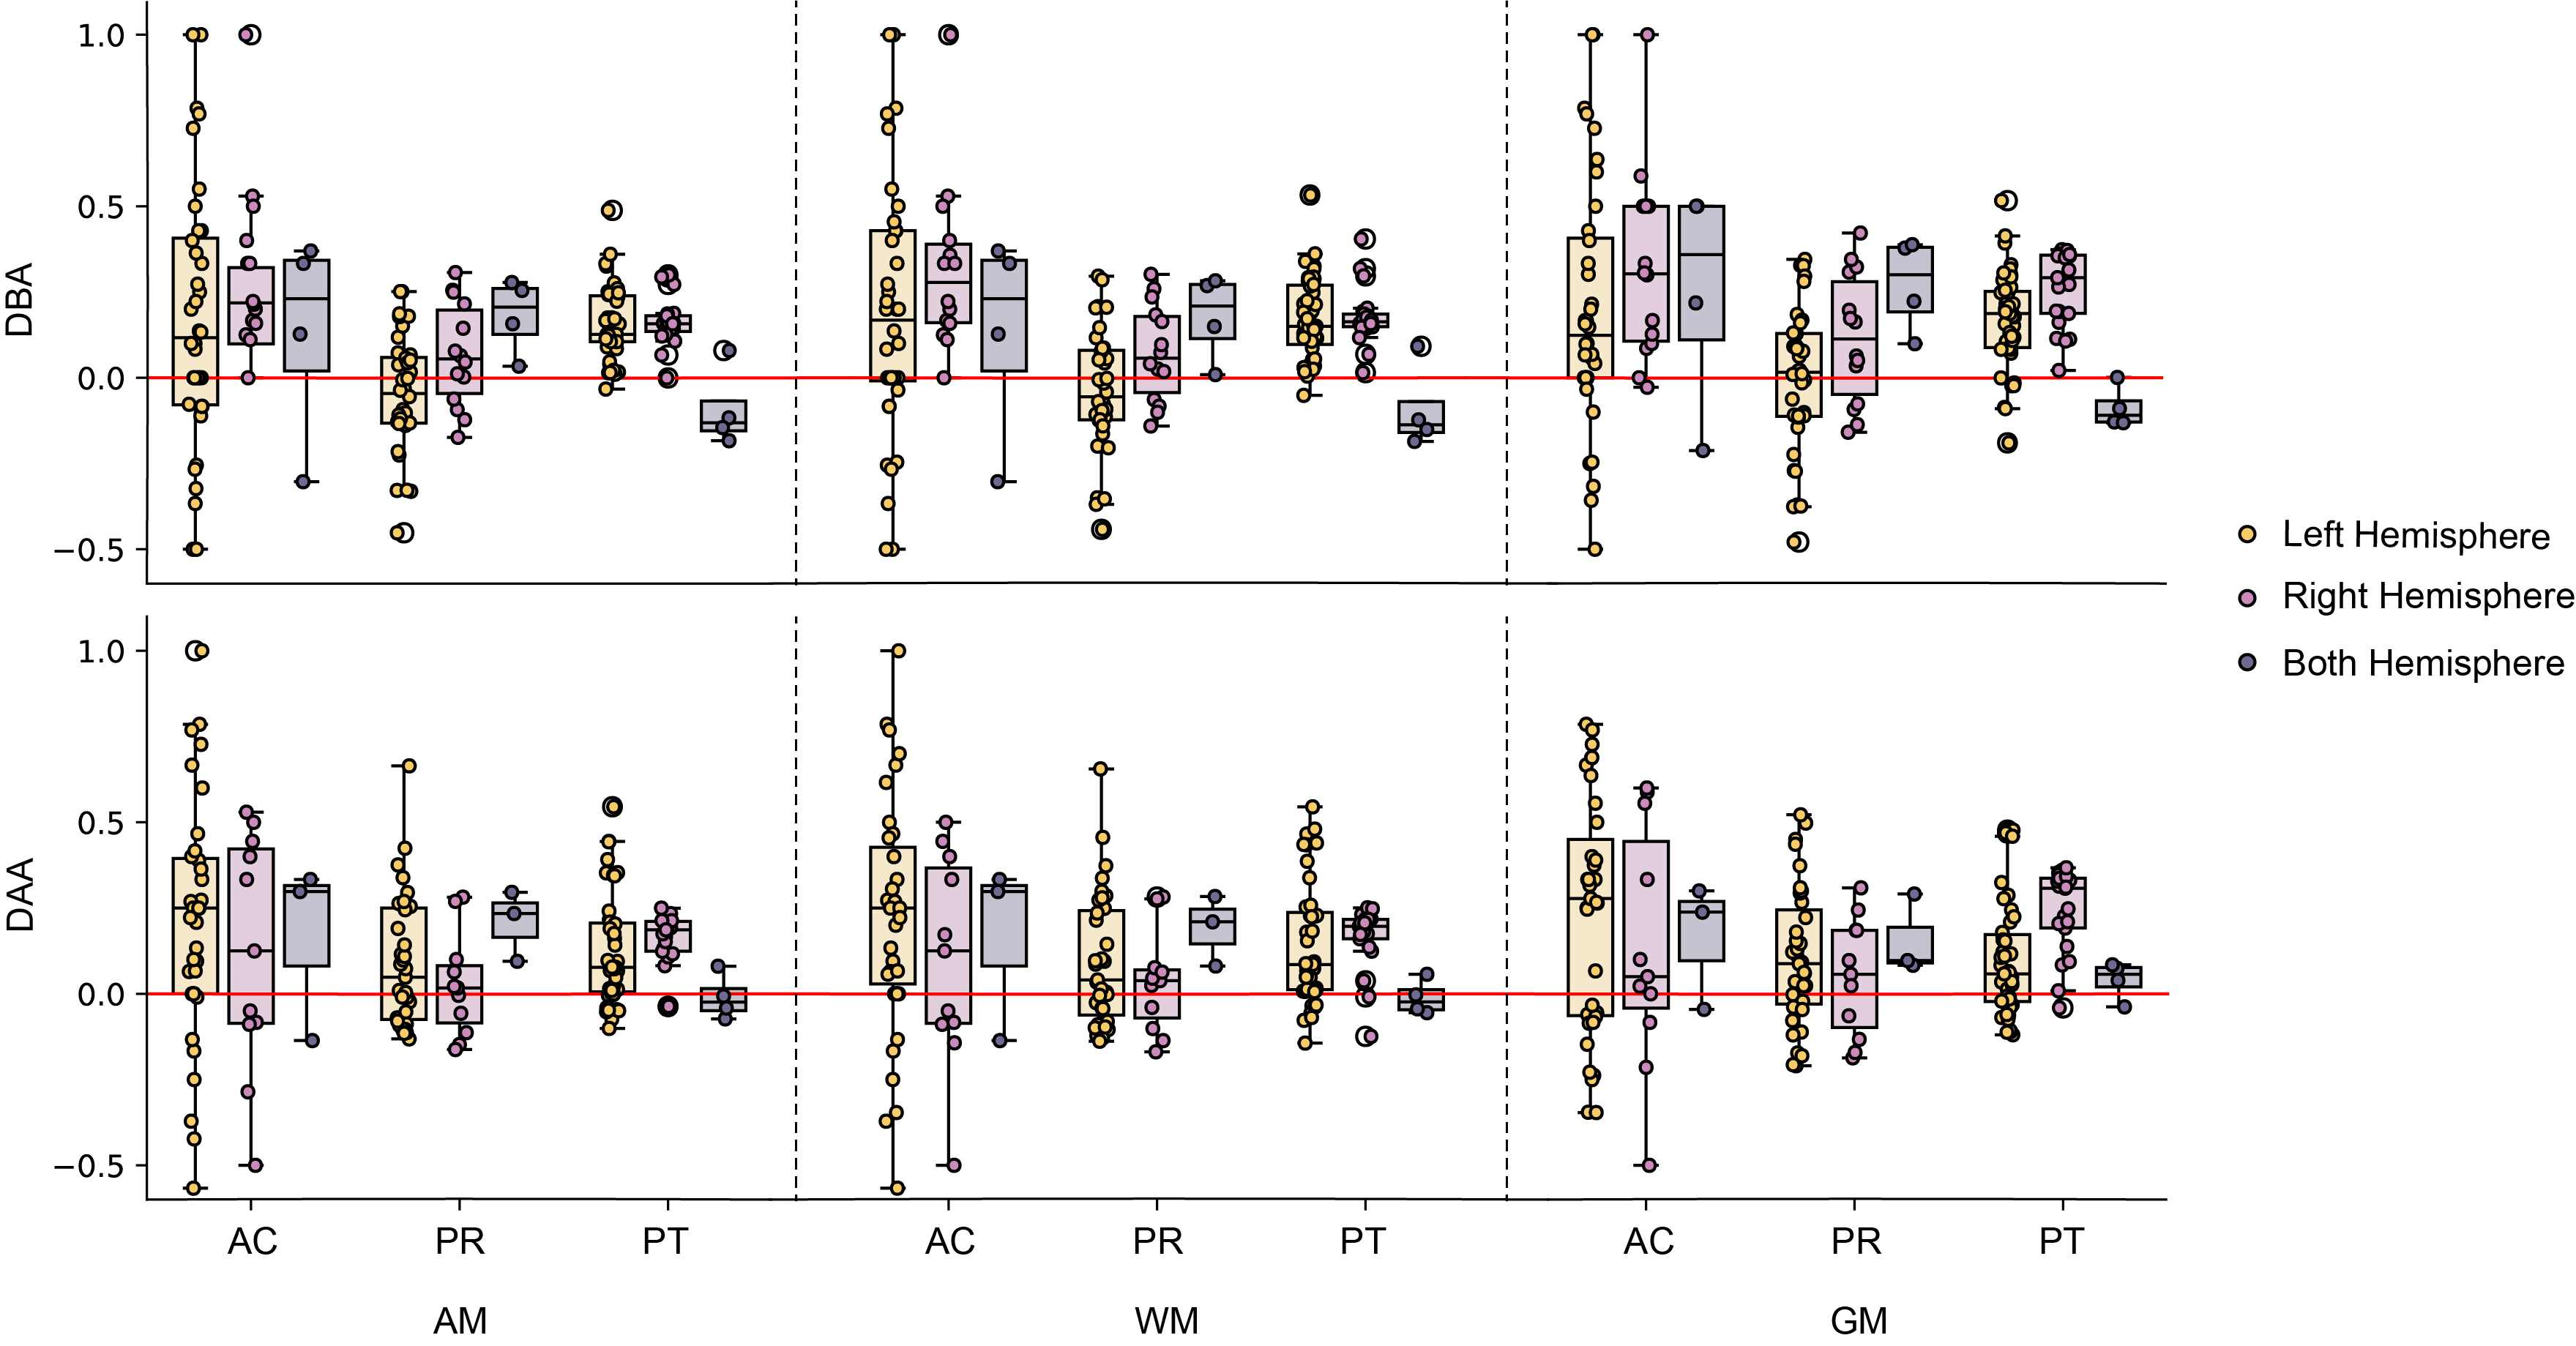 DBA
1.0
0.5
0.0
−0.5
DAA
1.0
0.5
0.0
−0.5
AC PR PT AC PR PT AC PR PT
AM WM GM
Left Hemisphere
Right Hemisphere
Both Hemisphere